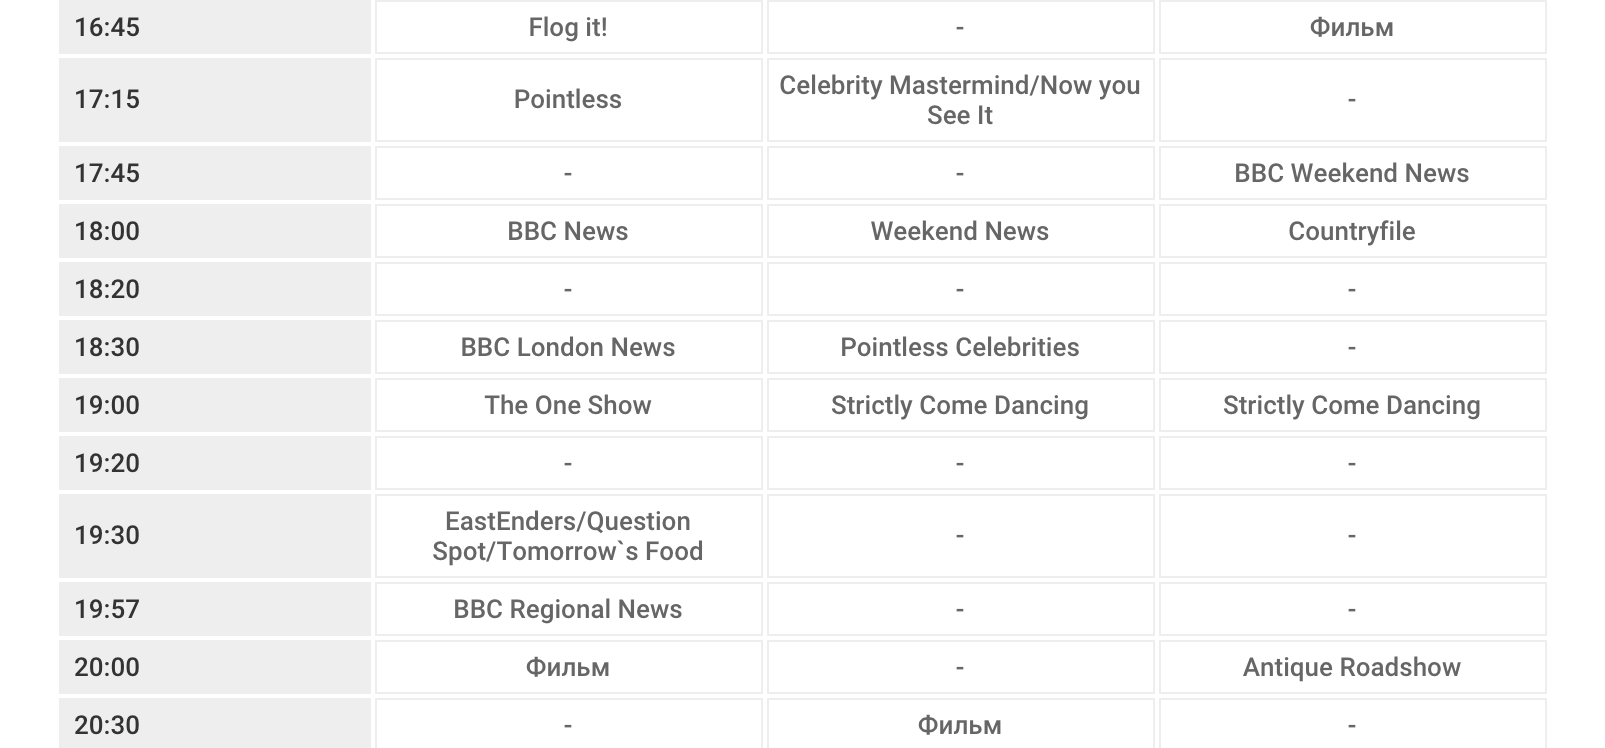 16:45 Flog it! - Фильм
17:15 Pointless Celebrity Mastermind/Now you See It -
17:45 - - BBC Weekend News
18:00 BBC News Weekend News Countryfile
18:20 - - -
18:30 BBC London News Pointless Celebrities -
19:00 The One Show Strictly Come Dancing Strictly Come Dancing
19:20 - - -
19:30 EastEnders/Question Spot/Tomorrow`s Food - -
19:57 BBC Regional News - -
20:00 Фильм - Antique Roadshow
20:30 - Фильм -